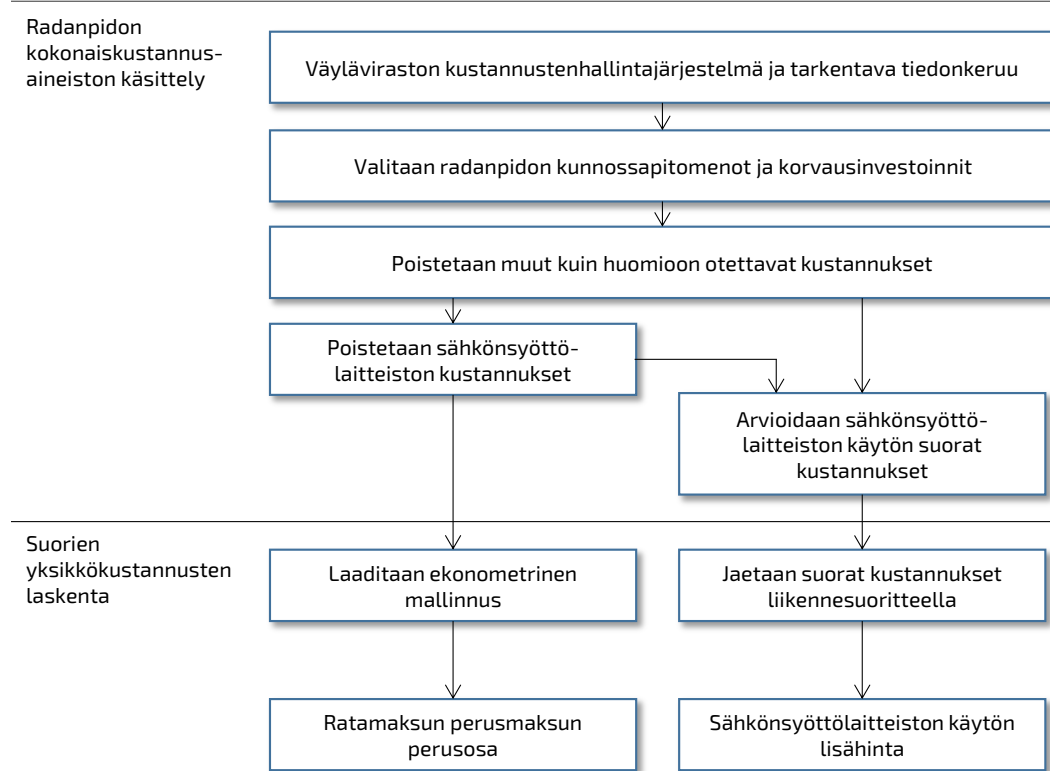 Radanpidon
kokonaiskustannus-
aineiston käsittely
Väyläviraston kustannustenhallintajärjestelmä ja tarkentava tiedonkeruu
Valitaan radanpidon kunnossapitomenot ja korvausinvestoinnit
Poistetaan muut kuin huomioon otettavat kustannukset
Poistetaan sähkönsyöttö-
laitteiston kustannukset
Arvioidaan sähkönsyöttö-
laitteiston käytön suorat
kustannukset
Suorien
yksikkökustannusten
laskenta
Laaditaan ekonometrinen
mallinnus
Jaetaan suorat kustannukset
liikennesuoritteella
Ratamaksun perusmaksun
perusosa
Sähkönsyöttölaitteiston käytön
lisähinta